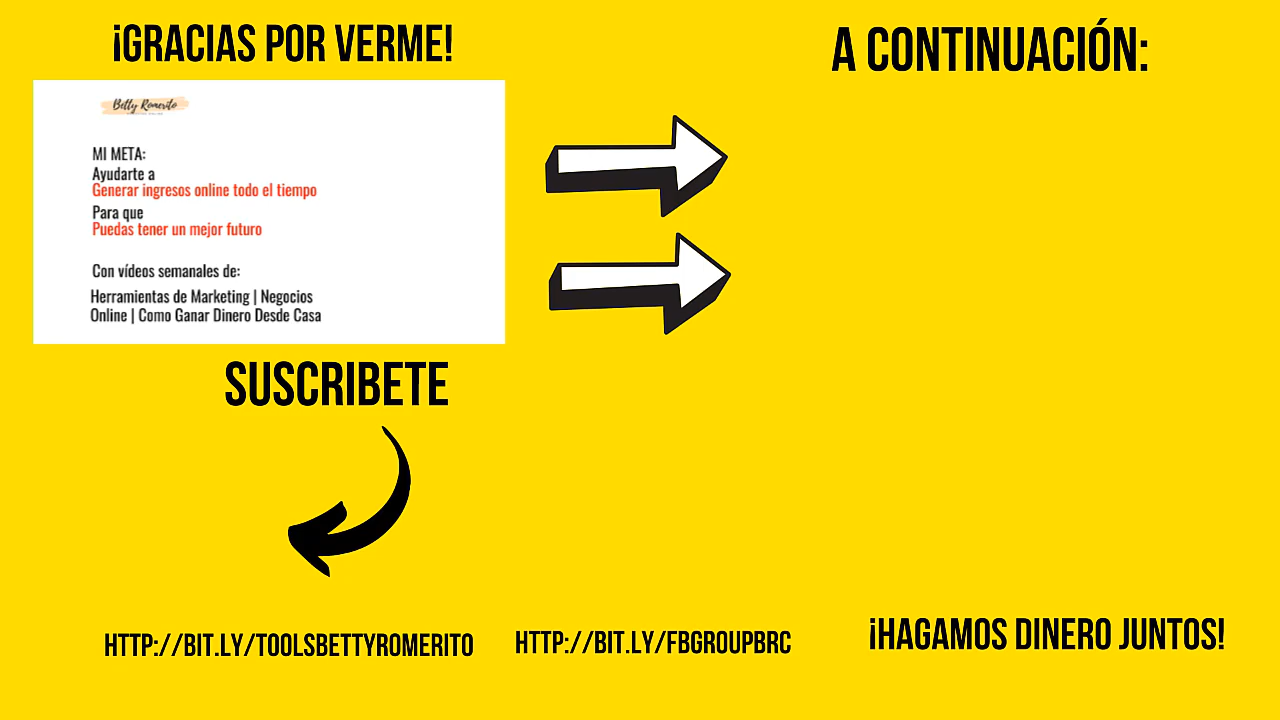 ¡GRACIAS POR VERME!
A CONTINUACIÓN:
Betty Romerito
MI META:
Ayudarte a
Generar ingresos online todo el tiempo
Para que
Puedas tener un mejor futuro
Con vídeos semanales de:
Herramientas de Marketing | Negocios
Online | Como Ganar Dinero Desde Casa
SUSCRIBETE
HTTP://BIT.LY/TOOLSBETTYROMERITO
HTTP://BIT.LY/FBGROUPBRC
¡HAGAMOS DINERO JUNTOS!